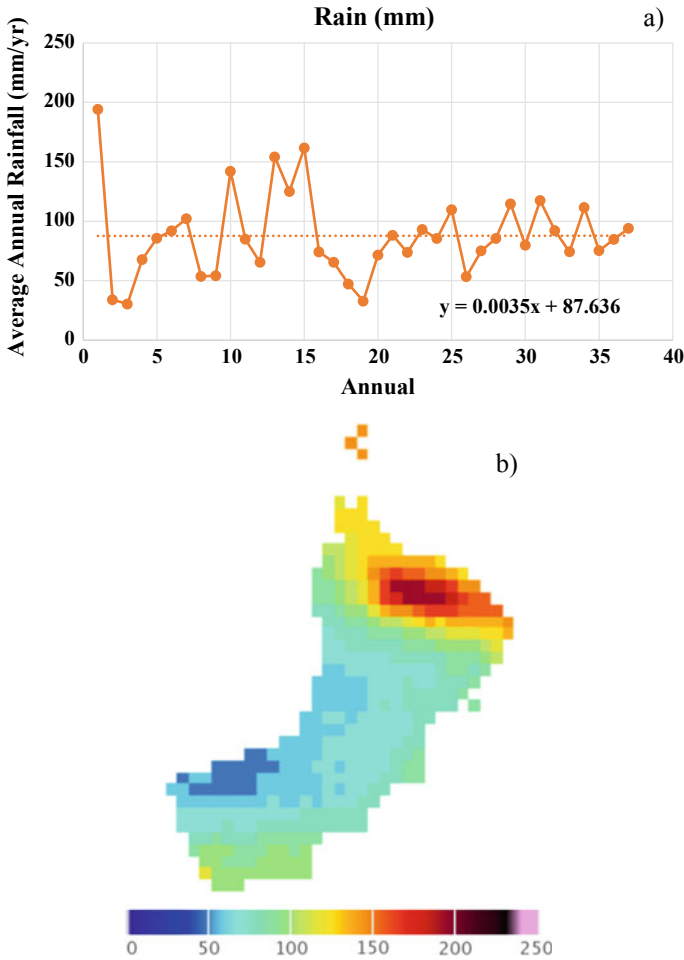 Rain (mm)
a)
Average Annual Rainfall (mm/yr)
250
200
150
100
50
0
y = 0.0035x + 87.636
0 5 10 15 20 25 30 35 40
Annual
b)
0 50 100 150 200 250